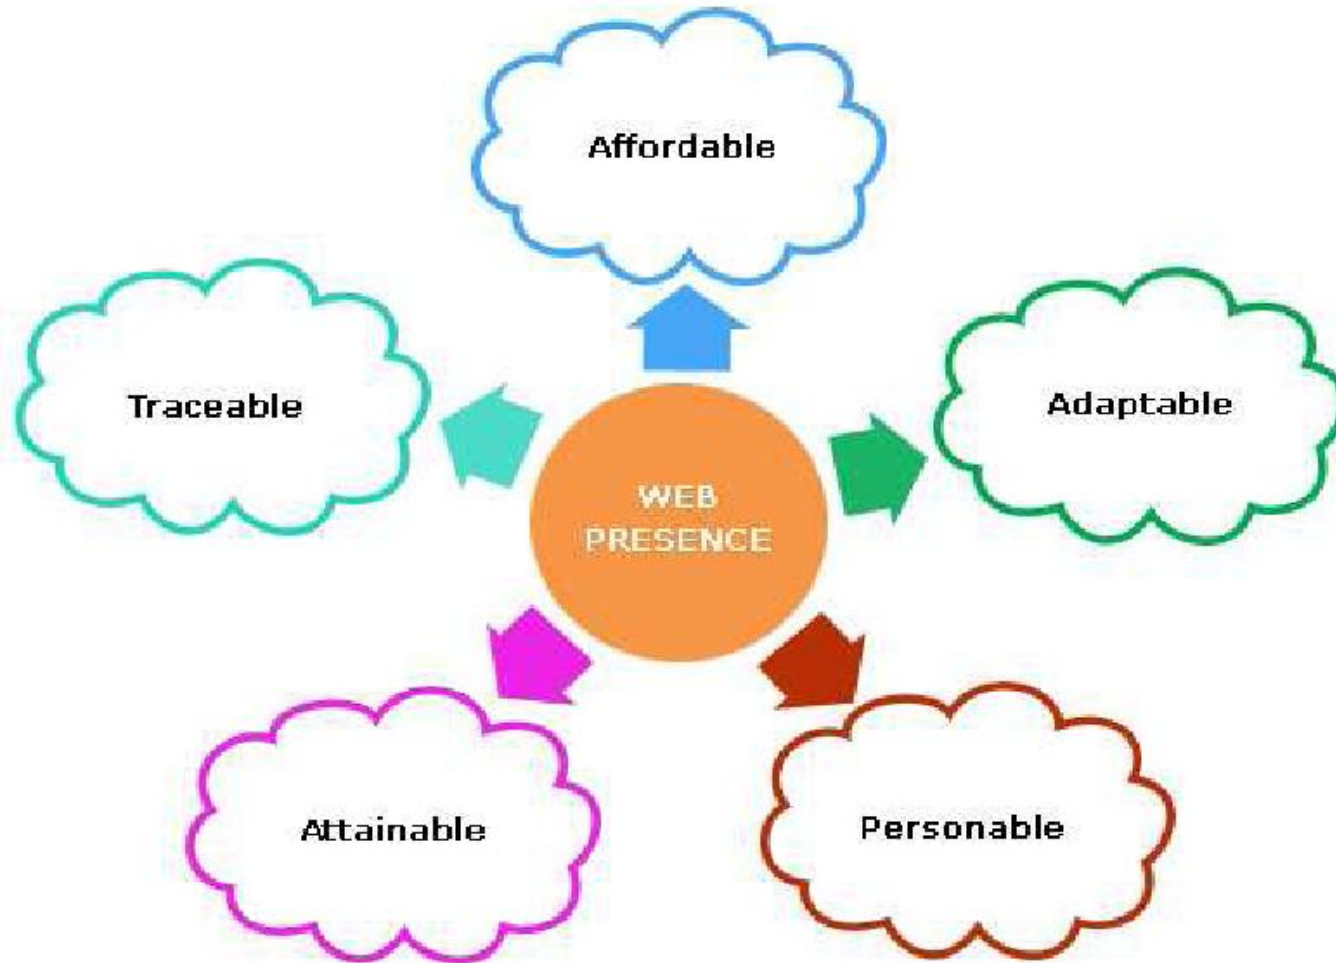 Affordable
Traceable
Adaptable
WEB
PRESENCE
Attainable
Personable